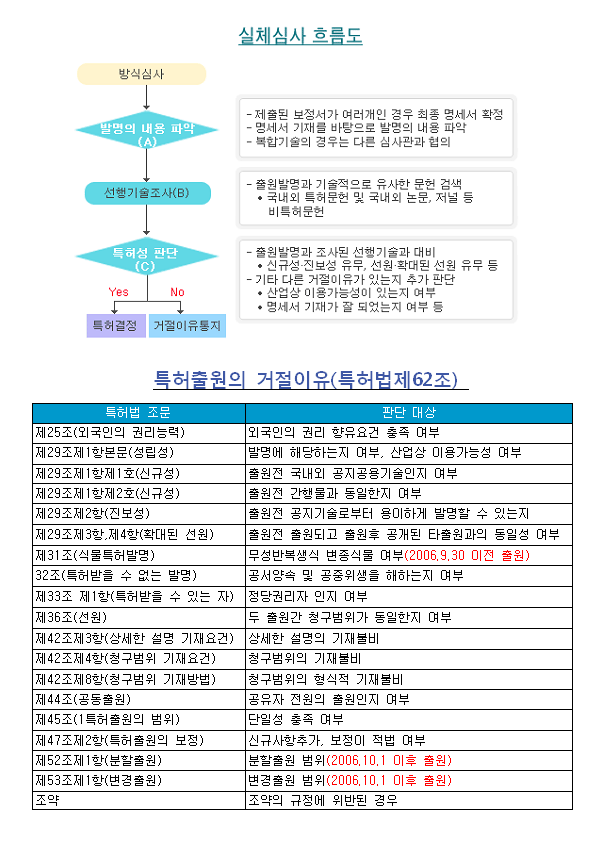 실체심사 흐름도
방식심사
발명의 내용 파악
(A)
- 제출된 보정서가 여러개인 경우 최종 명세서 확정
- 명세서 기재를 바탕으로 발명의 내용 파악
- 복합기술의 경우는 다른 심사관과 협의
선행기술조사(B)
- 출원발명과 기술적으로 유사한 문헌 검색
• 국내외 특허문헌 및 국내외 논문, 저널 등
비특허문헌
특허성 판단
(C)
- 출원발명과 조사된 선행기술과 대비
• 신규성·진보성 유무, 선원·확대된 선원 유무 등
- 기타 다른 거절이유가 있는지 추가 판단
• 산업상 이용가능성이 있는지 여부
• 명세서 기재가 잘 되었는지 여부 등
Yes No
특허결정 거절이유통지
특허출원의 거절이유(특허법제62조)
특허법 조문 판단 대상
제25조(외국인의 권리능력) 외국인의 권리 향유요건 충족 여부
제29조제1항본문(성립성) 발명에 해당하는지 여부, 산업상 이용가능성 여부
제29조제1항제1호(신규성) 출원전 국내외 공지공용기술인지 여부
제29조제1항제2호(신규성) 출원전 간행물과 동일한지 여부
제29조제2항(진보성) 출원전 공지기술로부터 용이하게 발명할 수 있는지
제29조제3항,제4항(확대된 선원) 출원전 출원되고 출원후 공개된 타출원과의 동일성 여부
제31조(식물특허발명) 무성반복생식 변종식물 여부(2006.9.30 이전 출원)
32조(특허받을 수 없는 발명) 공서양속 및 공중위생을 해하는지 여부
제33조 제1항(특허받을 수 있는 자) 정당권리자 인지 여부
제36조(선원) 두 출원간 청구범위가 동일한지 여부
제42조제3항(상세한 설명 기재요건) 상세한 설명의 기재불비
제42조제4항(청구범위 기재요건) 청구범위의 기재불비
제42조제8항(청구범위 기재방법) 청구범위의 형식적 기재불비
제44조(공동출원) 공유자 전원의 출원인지 여부
제45조(1특허출원의 범위) 단일성 충족 여부
제47조제2항(특허출원의 보정) 신규사항추가, 보정이 적법 여부
제52조제1항(분할출원) 분할출원 범위(2006.10.1 이후 출원)
제53조제1항(변경출원) 변경출원 범위(2006.10.1 이후 출원)
조약 조약의 규정에 위반된 경우